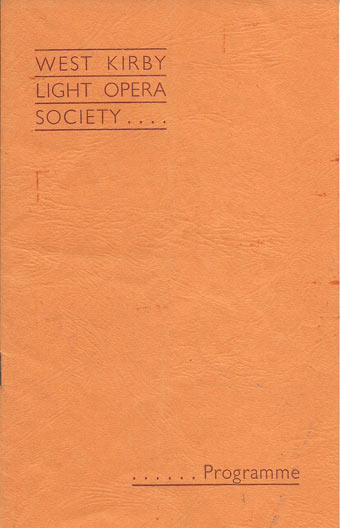 WEST KIRBY
LIGHT OPERA
SOCIETY . . . .
. . . . . . Programme